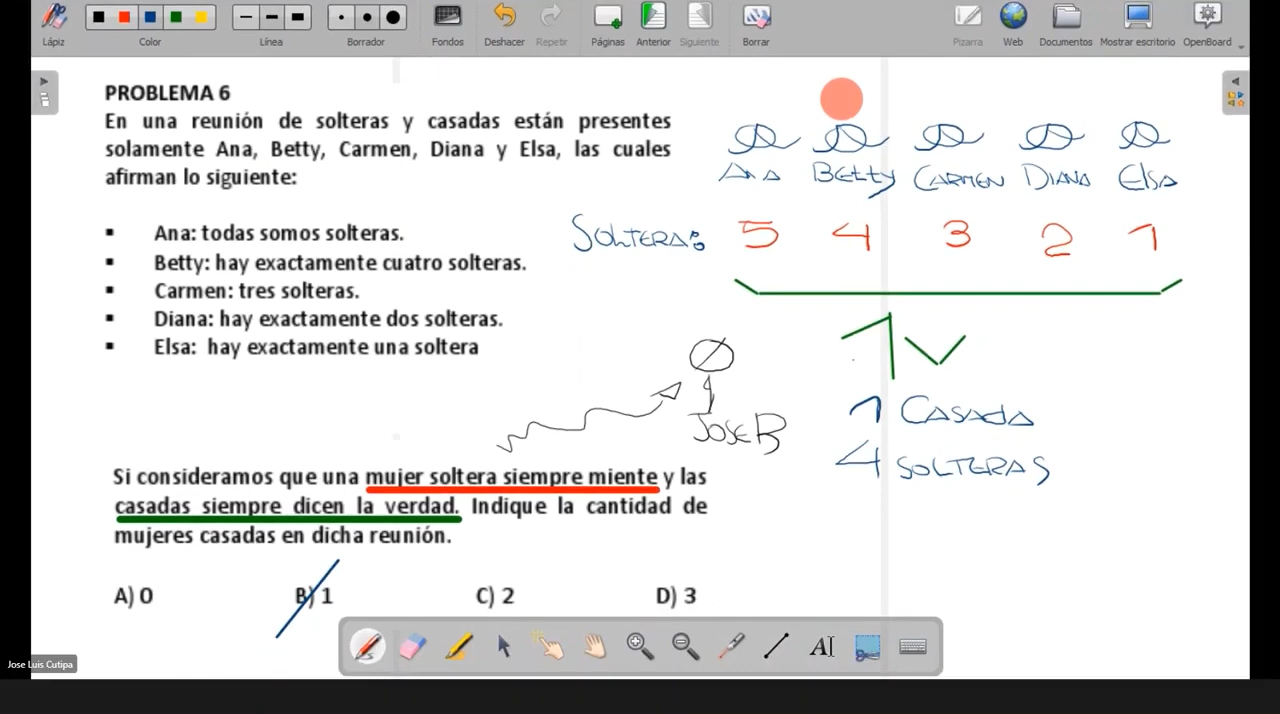 Lápiz Color Línea Borrador Fondos Deshacer Repetir Páginas Anterior Siguiente Borrar Pizarra Web Documentos Mostrar escritorio OpenBoard
PROBLEMA 6
En una reunión de solteras y casadas están presentes
solamente Ana, Betty, Carmen, Diana y Elsa, las cuales
afirman lo siguiente:
▪ Ana: todas somos solteras.
▪ Betty: hay exactamente cuatro solteras.
▪ Carmen: tres solteras.
▪ Diana: hay exactamente dos solteras.
▪ Elsa: hay exactamente una soltera
Si consideramos que una mujer soltera siempre miente y las
casadas siempre dicen la verdad. Indique la cantidad de
mujeres casadas en dicha reunión.
A) 0 B) 1 C) 2 D) 3
Ana Betty Carmen Diana Elsa
SOLTERA: 5 4 3 2 1
1 V
1 CASADA
4 SOLTERAS
JOSE B
AI
Jose Luis Cutipa